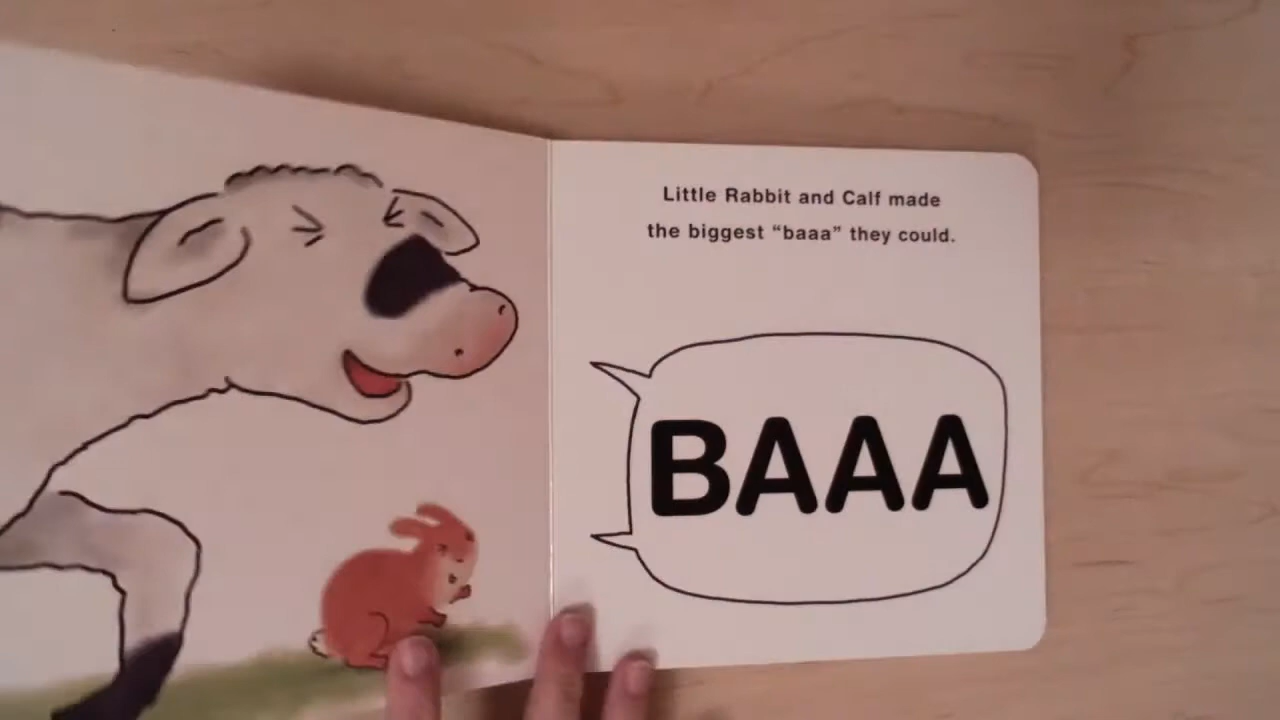 Little Rabbit and Calf made
the biggest “baaa” they could.
BAAA